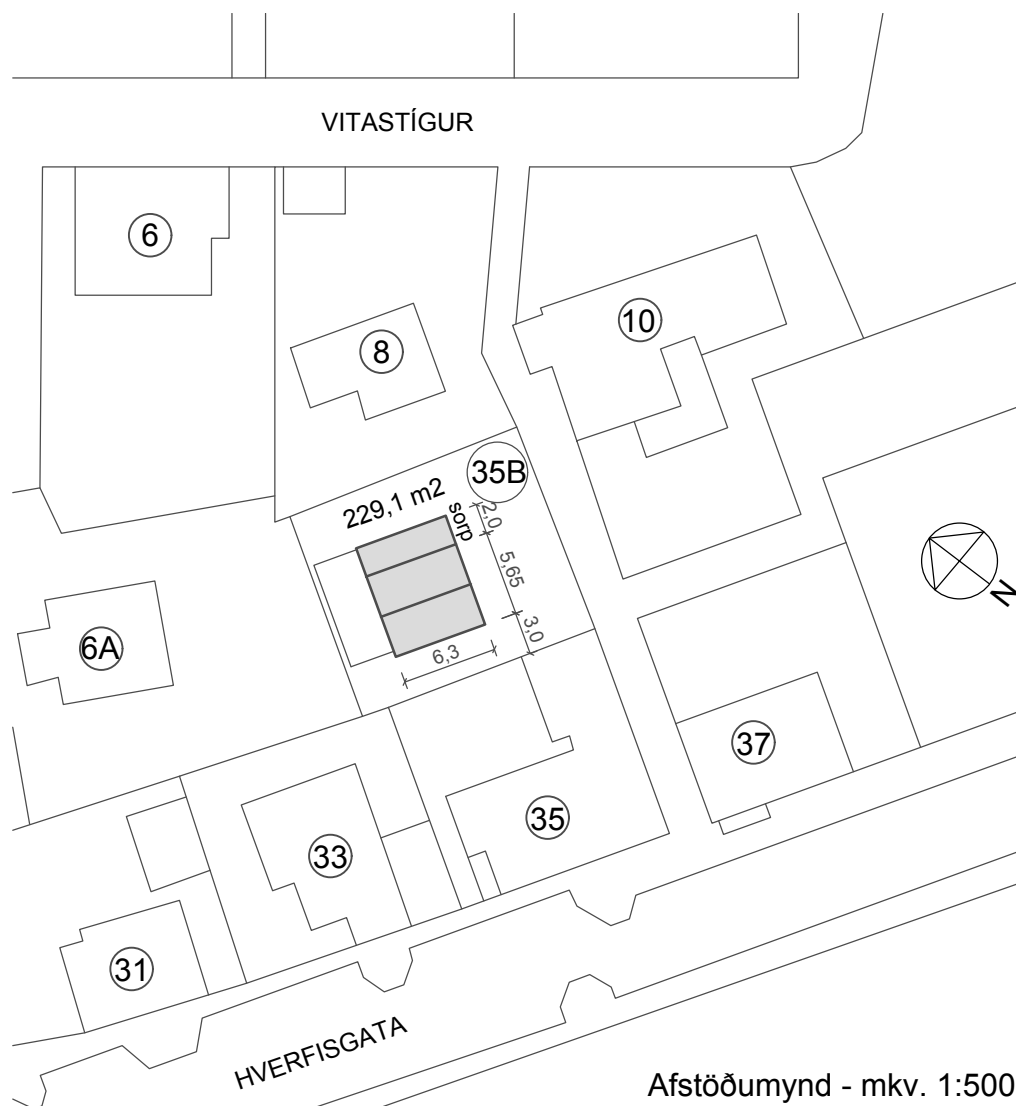 VITASTÍGUR
6
8
10
35B
229,1 m2
sorp
2,0
5,65
3,0
6,3
N
6A
37
35
33
31
HVERFISGATA
Afstöðumynd - mkv. 1:500